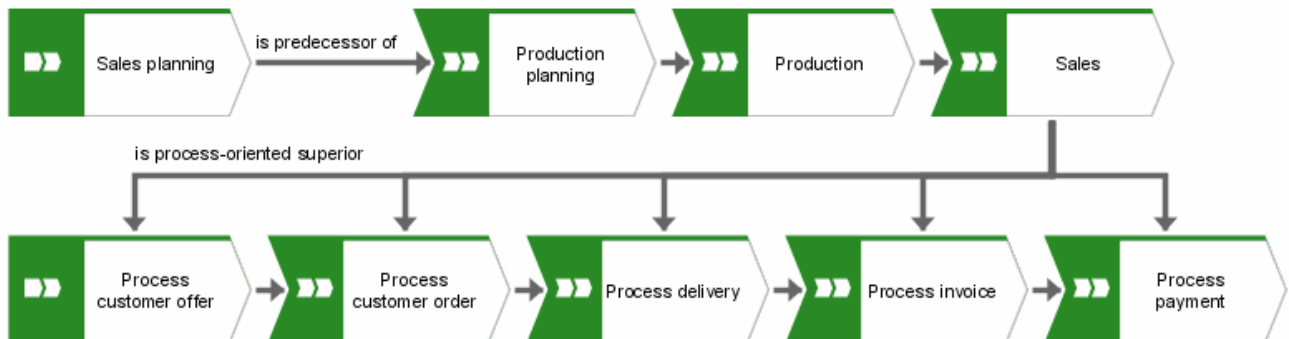 Sales planning
is predecessor of
Production
planning
Production
Sales
is process-oriented superior
Process
customer offer
Process
customer order
Process delivery
Process invoice
Process
payment